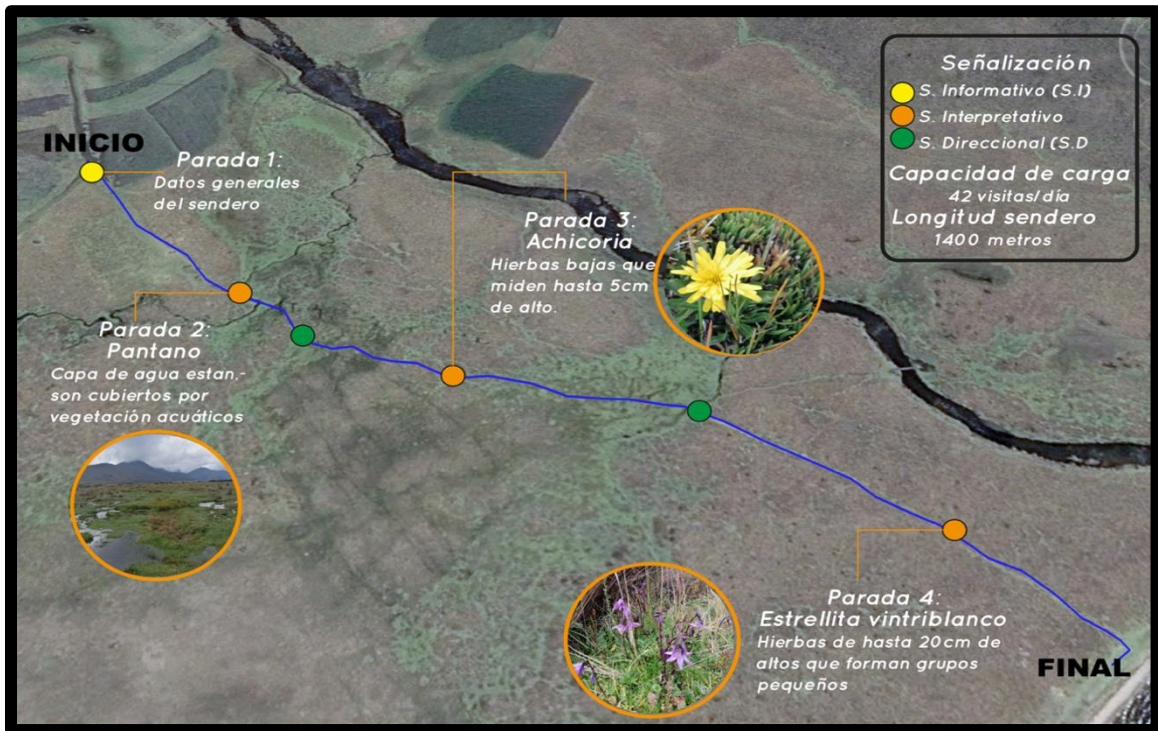 INICIO
Parada 1:
Datos generales
del sendero
Parada 2:
Pantano
Capa de agua estan,-
son cubiertos por
vegetación acuáticos
Parada 3:
Achicoria
Hierbas bajas que
miden hasta 5cm
de alto.
Señalización
S. Informativo (S.I)
S. Interpretativo
S. Direccional (S.D
Capacidad de carga
42 visitas/día
Longitud sendero
1400 metros
Parada 4:
Estrellita vintriblanco
Hierbas de hasta 20cm de
altos que forman grupos
pequeños
FINAL